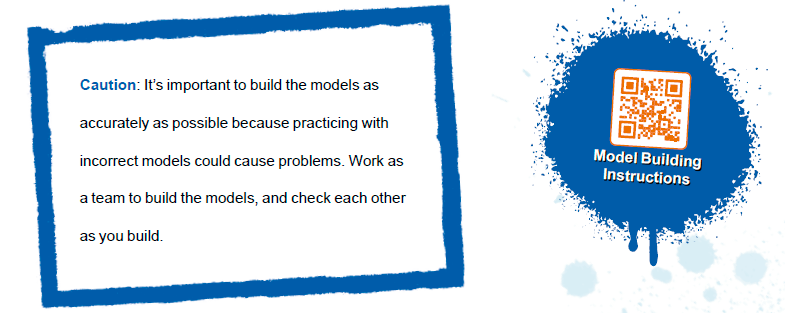 Caution: It's important to build the models as
accurately as possible because practicing with
incorrect models could cause problems. Work as
a team to build the models, and check each other
as you build.
Model Building
Instructions